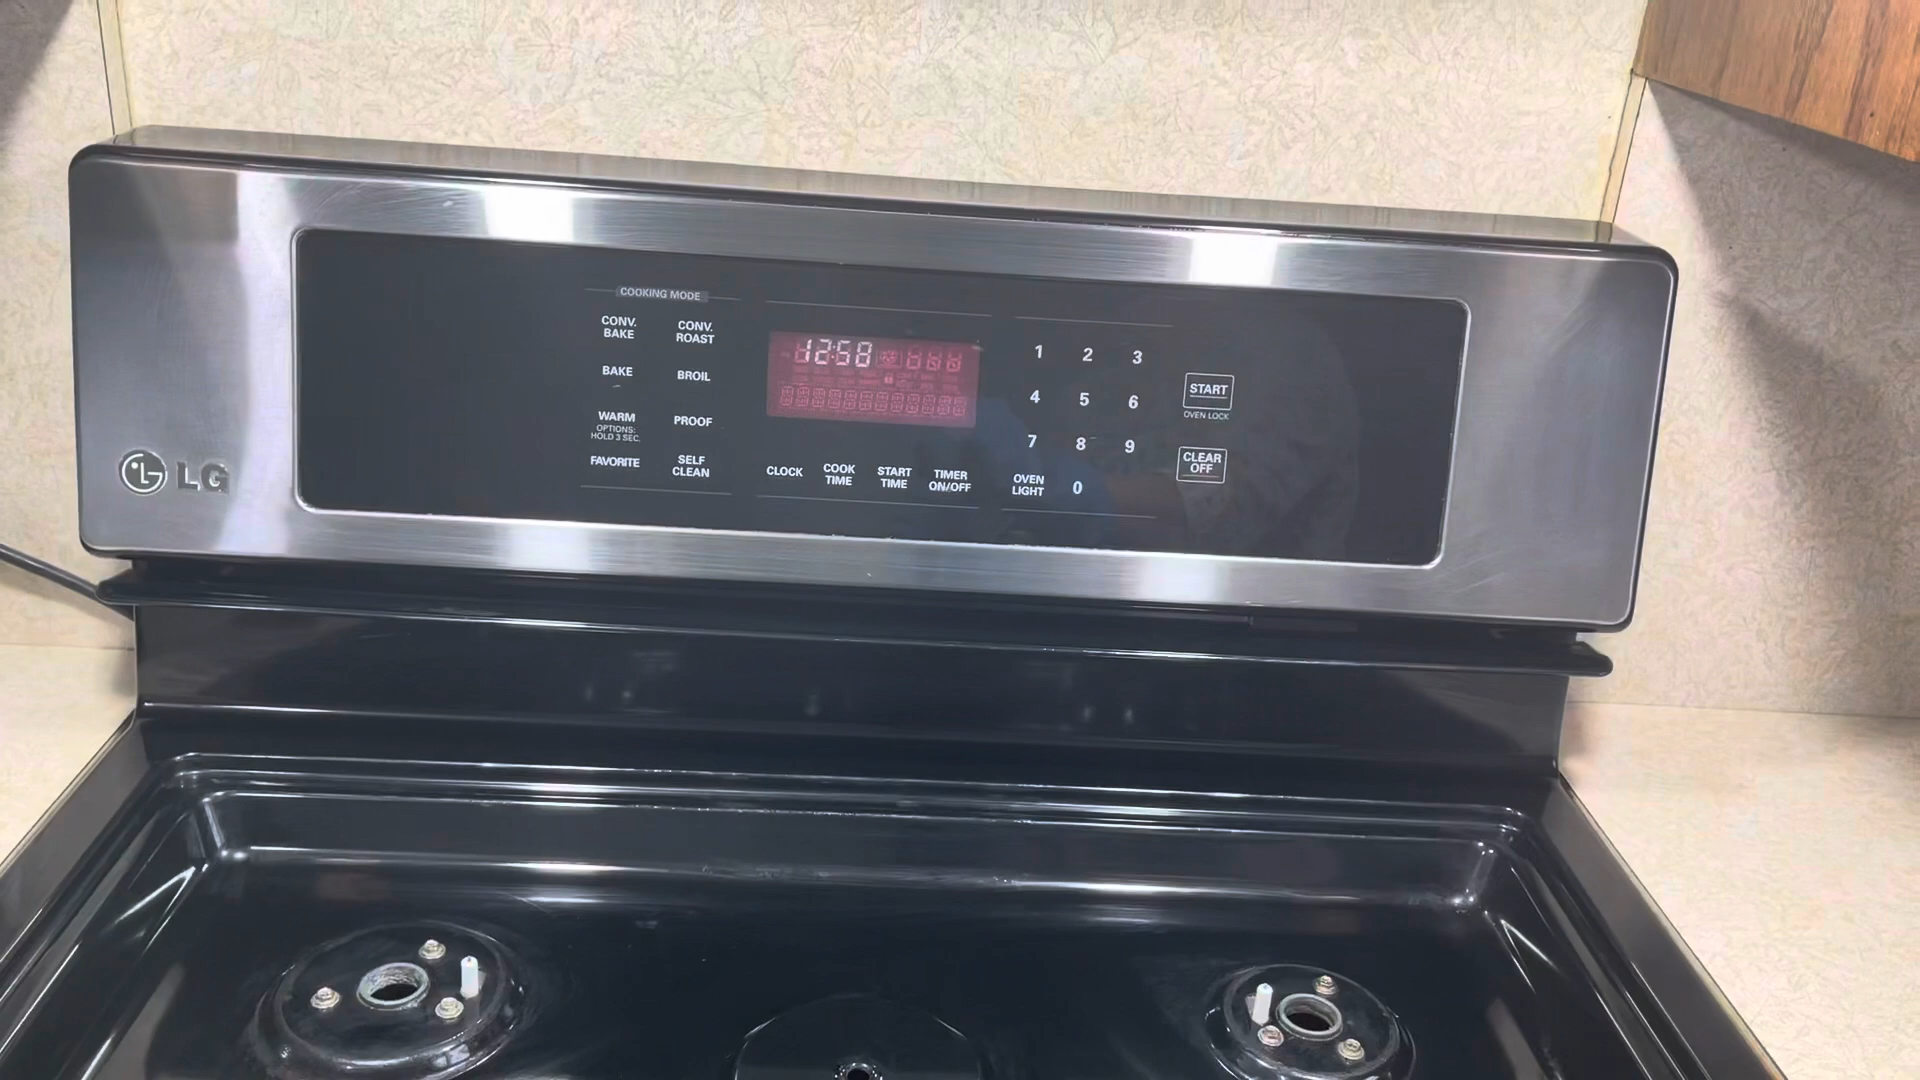 COOKING MODE
CONV.
BAKE
CONV.
ROAST
BAKE
BROIL
WARM
OPTIONS:
HOLD 3 SEC.
PROOF
FAVORITE
SELF
CLEAN
12:58
CLOCK
COOK
TIME
START
TIME
TIMER
ON/OFF
1 2 3
4 5 6
7 8 9
OVEN
LIGHT
0
START
OVEN LOCK
CLEAR
OFF
LG